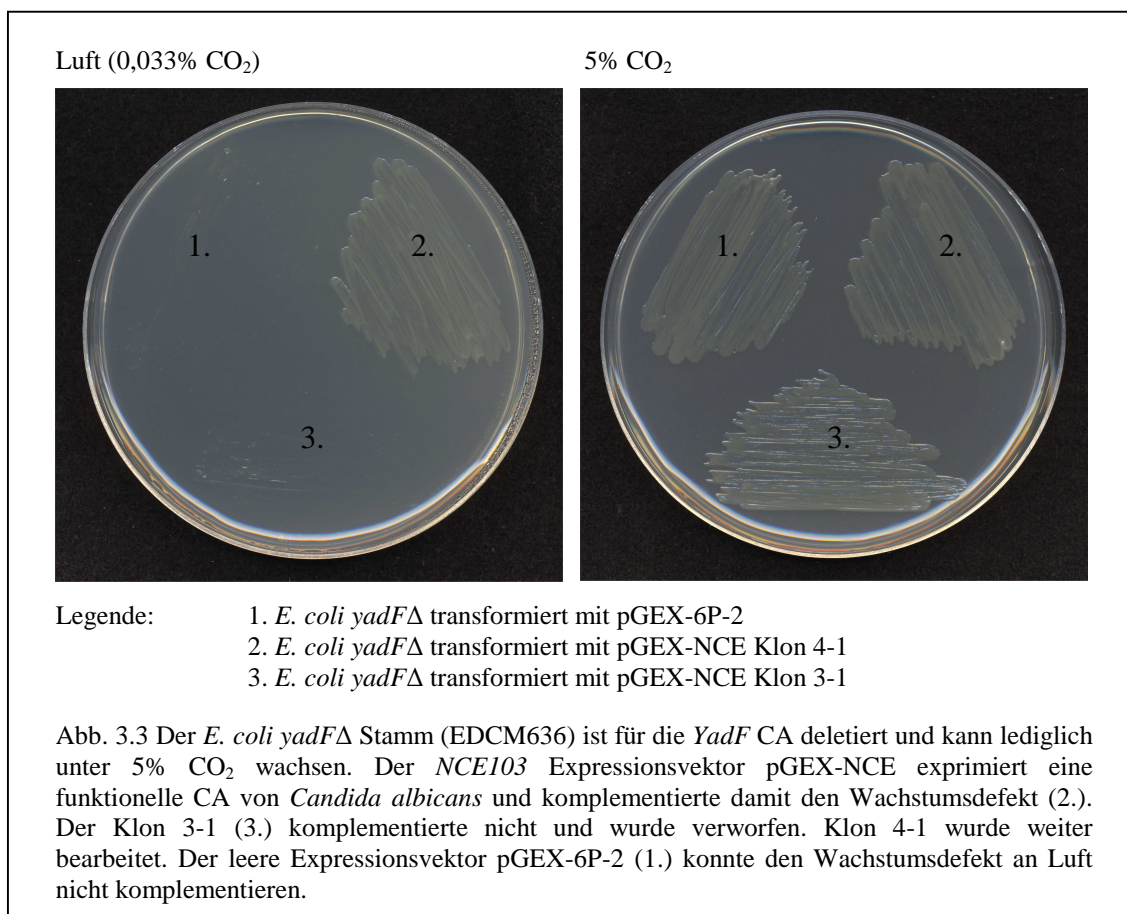 Luft (0,033% CO₂) 5% CO₂
1. 2. 1. 2.
3. 3.
Legende: 1. E. coli yadF∆ transformiert mit pGEX-6P-2
2. E. coli yadF∆ transformiert mit pGEX-NCE Klon 4-1
3. E. coli yadF∆ transformiert mit pGEX-NCE Klon 3-1
Abb. 3.3 Der E. coli yadF∆ Stamm (EDCM636) ist für die YadF CA deletiert und kann lediglich
unter 5% CO₂ wachsen. Der NCE103 Expressionsvektor pGEX-NCE exprimiert eine
funktionelle CA von Candida albicans und komplementierte damit den Wachstumsdefekt (2.).
Der Klon 3-1 (3.) komplementierte nicht und wurde verworfen. Klon 4-1 wurde weiter
bearbeitet. Der leere Expressionsvektor pGEX-6P-2 (1.) konnte den Wachstumsdefekt an Luft
nicht komplementieren.